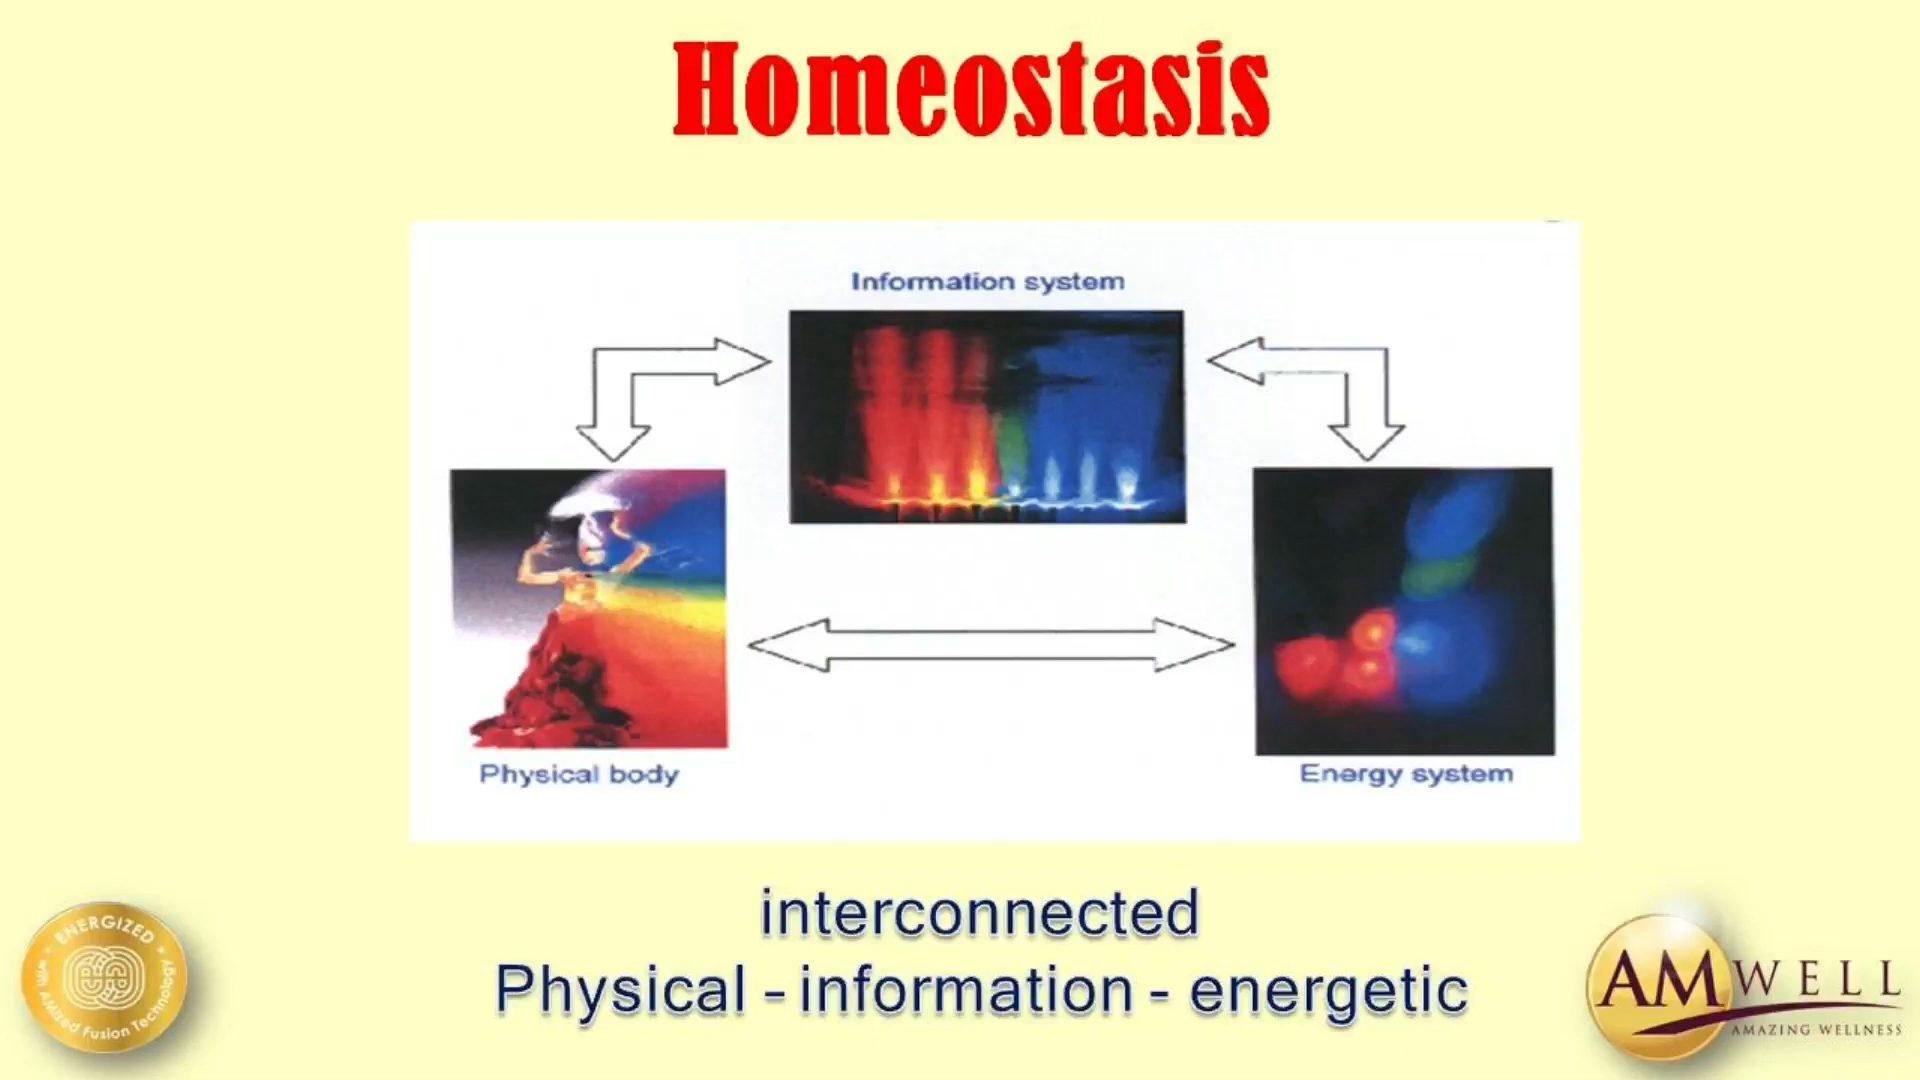 Homeostasis
Information system
Physical body
Energy system
interconnected
Physical - information - energetic
ENERGIZED
with AMized Fusion Technology
AMWELL
AMAZING WELLNESS